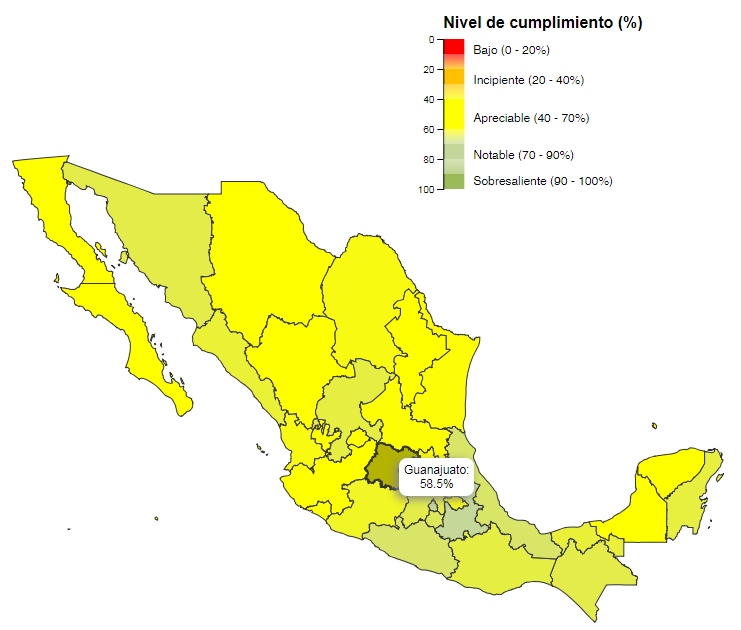 Nivel de cumplimiento (%)
0
Bajo (0 - 20%)
20
Incipiente (20 - 40%)
40
Apreciable (40 - 70%)
60
Notable (70 - 90%)
80
Sobresaliente (90 - 100%)
100
Guanajuato:
58.5%